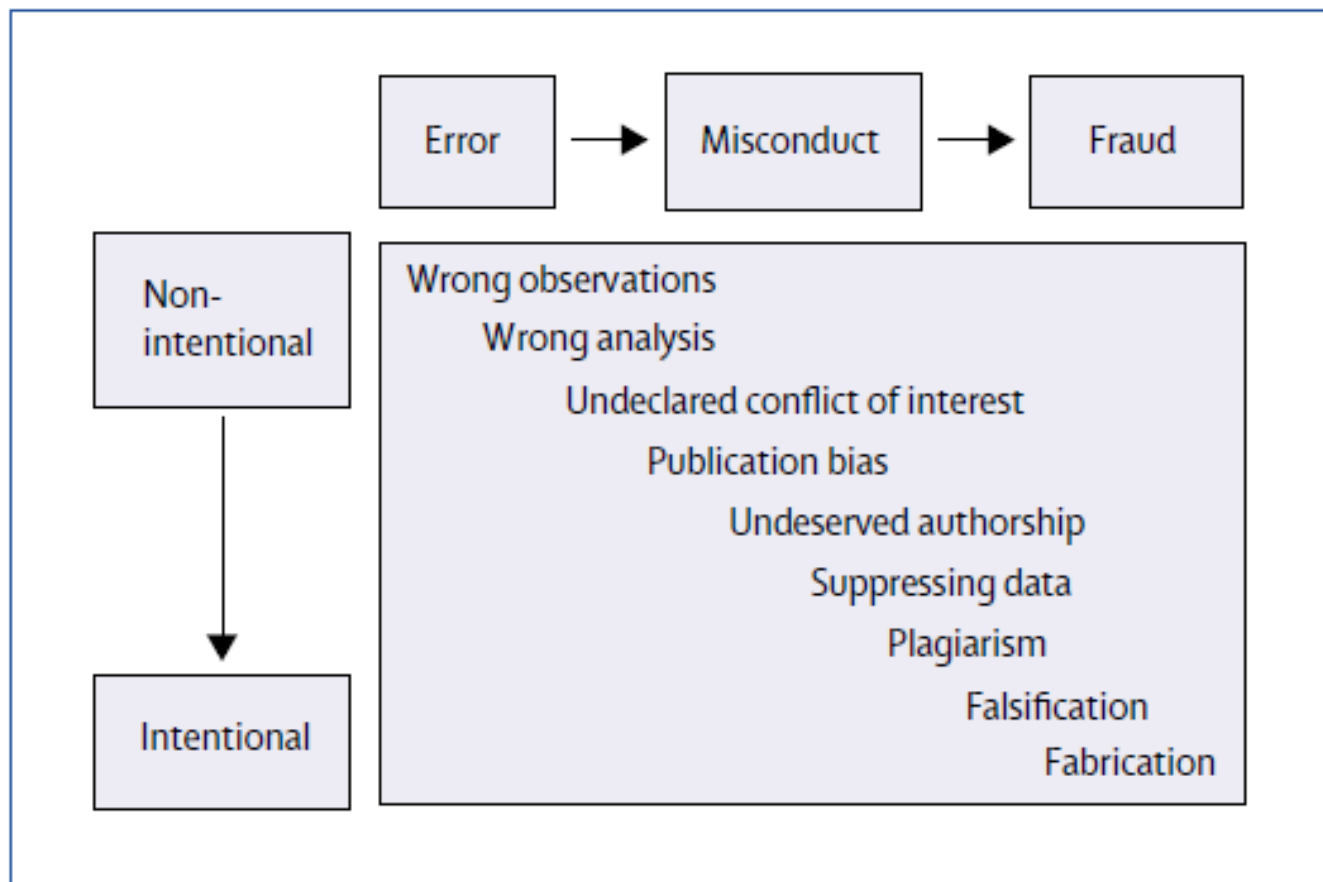 Error
Misconduct
Fraud
Non-
intentional
Wrong observations
Wrong analysis
Undeclared conflict of interest
Publication bias
Undeserved authorship
Suppressing data
Plagiarism
Intentional
Falsification
Fabrication